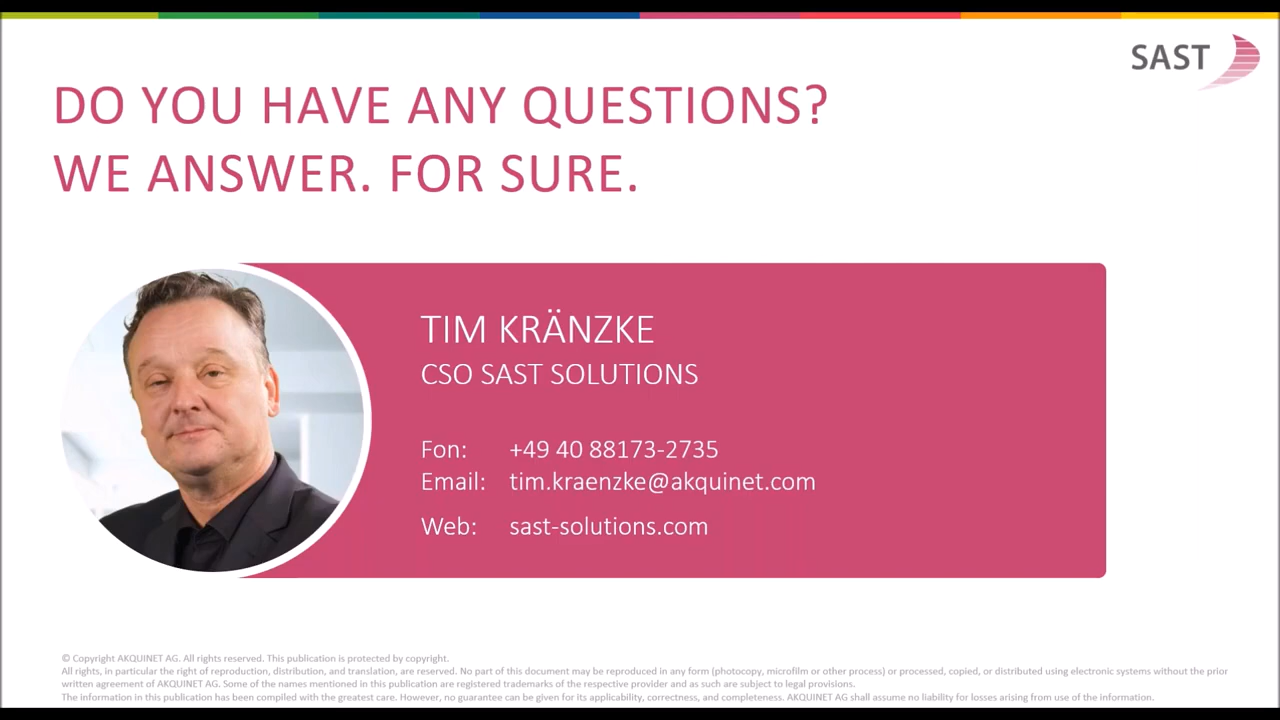 SAST
DO YOU HAVE ANY QUESTIONS?
WE ANSWER. FOR SURE.
TIM KRÄNZKE
CSO SAST SOLUTIONS
Fon: +49 40 88173-2735
Email: tim.kraenzke@akquinet.com
Web: sast-solutions.com
© Copyright AKQUINET AG. All rights reserved. This publication is protected by copyright.
All rights, in particular the right of reproduction, distribution, and translation, are reserved. No part of this document may be reproduced in any form (photocopy, microfilm or other process) or processed, copied, or distributed using electronic systems without the prior
written agreement of AKQUINET AG. Some of the names mentioned in this publication are registered trademarks of the respective provider and as such are subject to legal provisions.
The information in this publication has been compiled with the greatest care. However, no guarantee can be given for its applicability, correctness, and completeness. AKQUINET AG shall assume no liability for losses arising from use of the information.